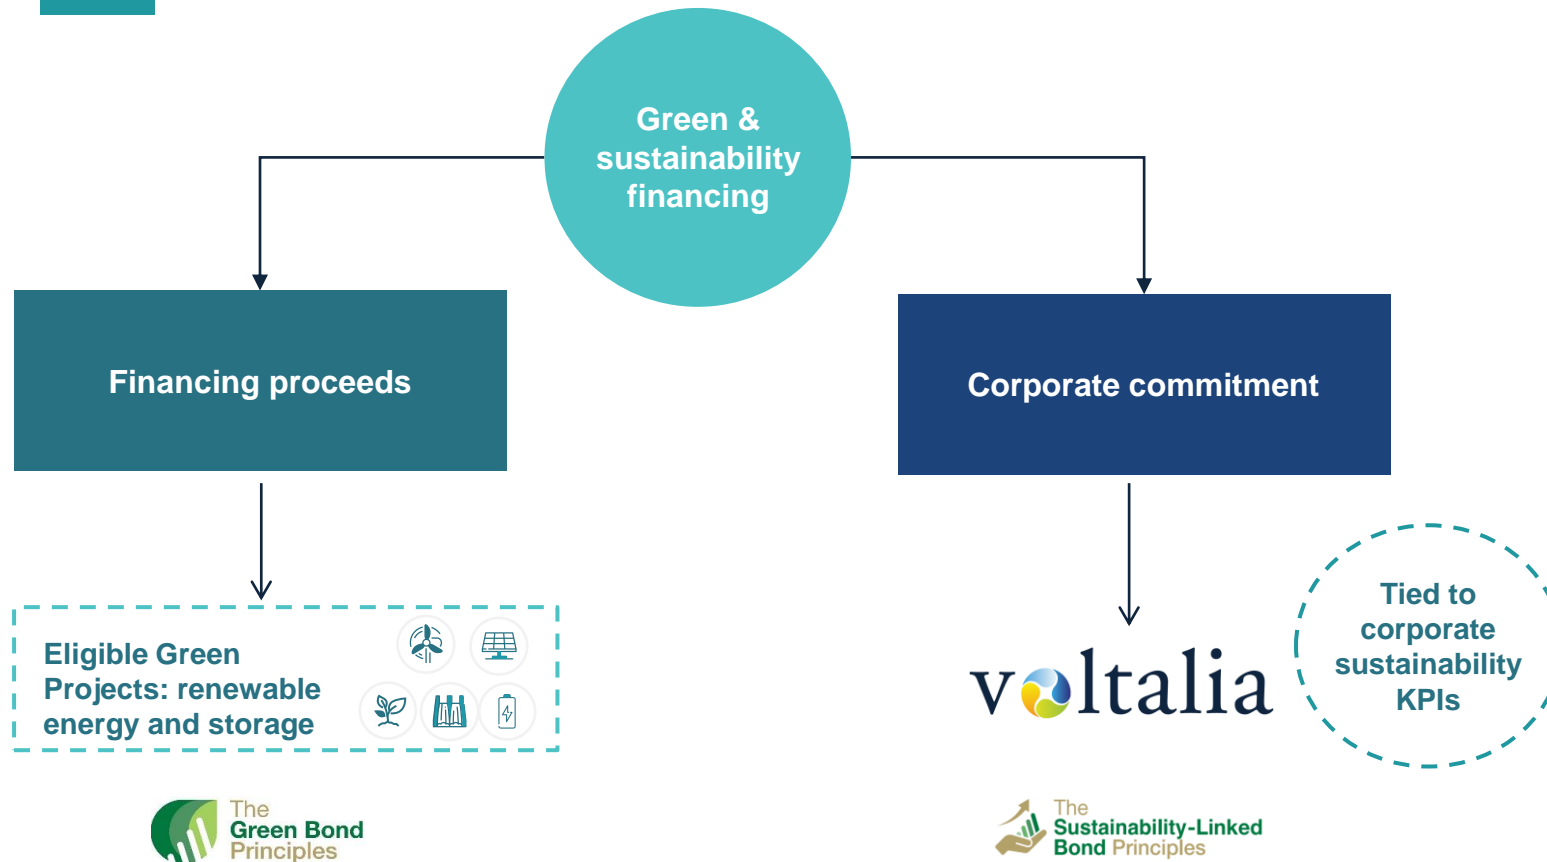 Green &
sustainability
financing
Financing proceeds
Corporate commitment
Eligible Green
Projects: renewable
energy and storage
voltalia
Tied to
corporate
sustainability
KPIs
The
Green Bond
Principles
The
Sustainability-Linked
Bond Principles